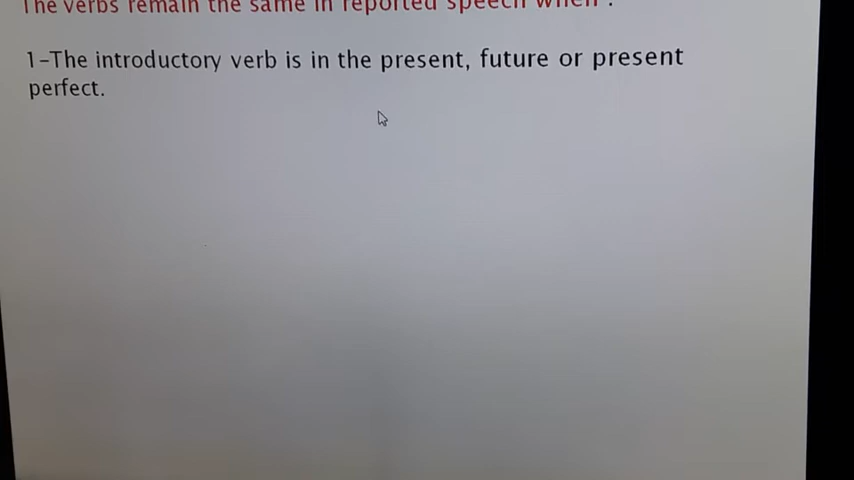 The verbs remain the same in reported speech when :
1-The introductory verb is in the present, future or present
perfect.